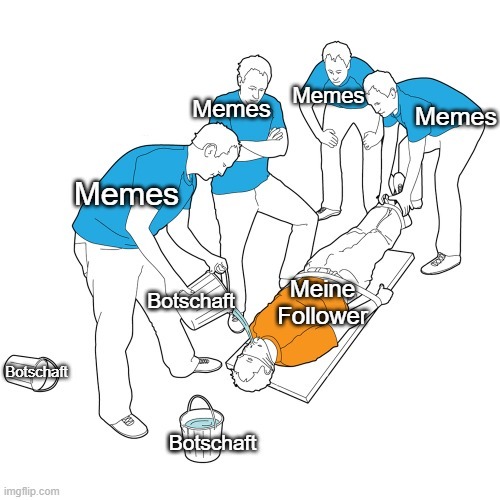 Memes
Memes
Memes
Memes
Botschaft
Meine
Follower
Botschaft
Botschaft
imgflip.com